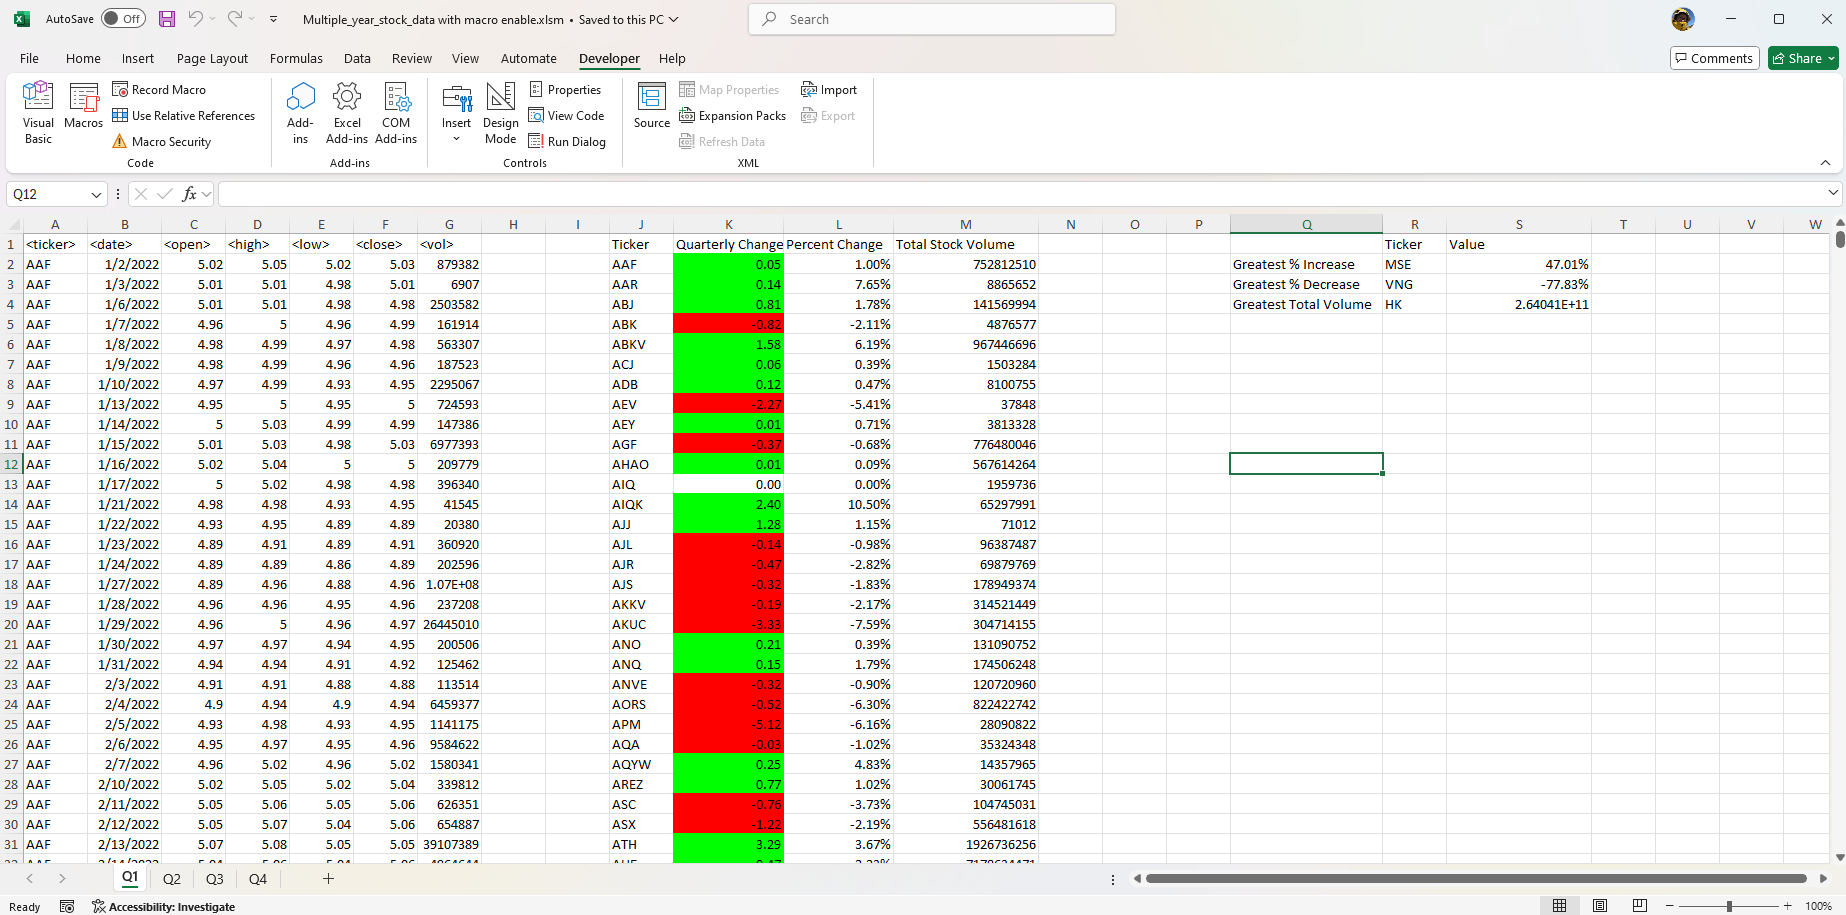 AutoSave Off Multiple_year_stock_data with macro enable.xlsm • Saved to this PC Search
File Home Insert Page Layout Formulas Data Review View Automate Developer Help Comments Share
Visual Basic Macros Record Macro Use Relative References Macro Security Add-ins Excel Add-ins COM Add-ins Insert Design Mode Properties View Code Run Dialog Source Map Properties Expansion Packs Refresh Data Import Export
Code Add-ins Controls XML
Q12 fx
A B C D E F G H I J K L M N O P Q R S T U V W
1 <ticker> <date> <open> <high> <low> <close> <vol> Ticker Quarterly Change Percent Change Total Stock Volume Ticker Value
2 AAF 1/2/2022 5.02 5.05 5.02 5.03 879382 AAF 0.05 1.00% 752812510 Greatest % Increase MSE 47.01%
3 AAF 1/3/2022 5.01 5.01 4.98 5.01 6907 AAR 0.14 7.65% 8865652 Greatest % Decrease VNG -77.83%
4 AAF 1/6/2022 5.01 5.01 4.98 4.98 2503582 ABJ 0.81 1.78% 141569994 Greatest Total Volume HK 2.64041E+11
5 AAF 1/7/2022 4.96 5 4.96 4.99 161914 ABK -0.82 -2.11% 4876577
6 AAF 1/8/2022 4.98 4.99 4.97 4.98 563307 ABKV 1.58 6.19% 967446696
7 AAF 1/9/2022 4.98 4.99 4.96 4.96 187523 ACJ 0.06 0.39% 1503284
8 AAF 1/10/2022 4.97 4.99 4.93 4.95 2295067 ADB 0.12 0.47% 8100755
9 AAF 1/13/2022 4.95 5 4.95 5 724593 AEV -2.27 -5.41% 37848
10 AAF 1/14/2022 5 5.03 4.99 4.99 147386 AEY 0.01 0.71% 3813328
11 AAF 1/15/2022 5.01 5.03 4.98 5.03 6977393 AGF -0.37 -0.68% 776480046
12 AAF 1/16/2022 5.02 5.04 5 5 209779 AHAO 0.01 0.09% 567614264
13 AAF 1/17/2022 5 5.02 4.98 4.98 396340 AIQ 0.00 0.00% 1959736
14 AAF 1/21/2022 4.98 4.98 4.93 4.95 41545 AIQK 2.40 10.50% 65297991
15 AAF 1/22/2022 4.93 4.95 4.89 4.89 20380 AJJ 1.28 1.15% 71012
16 AAF 1/23/2022 4.89 4.91 4.89 4.91 360920 AJL -0.14 -0.98% 96387487
17 AAF 1/24/2022 4.89 4.89 4.86 4.89 202596 AJR -0.47 -2.82% 69879769
18 AAF 1/27/2022 4.89 4.96 4.88 4.96 1.07E+08 AJS -0.32 -1.83% 178949374
19 AAF 1/28/2022 4.96 4.96 4.95 4.96 237208 AKKV -0.19 -2.17% 314521449
20 AAF 1/29/2022 4.96 5 4.96 4.97 26445010 AKUC -3.33 -7.59% 304714155
21 AAF 1/30/2022 4.97 4.97 4.94 4.95 200506 ANO 0.21 0.39% 131090752
22 AAF 1/31/2022 4.94 4.94 4.91 4.92 125462 ANQ 0.15 1.79% 174506248
23 AAF 2/3/2022 4.91 4.91 4.88 4.88 113514 ANVE -0.32 -0.90% 120720960
24 AAF 2/4/2022 4.9 4.94 4.9 4.94 6459377 AORS -0.52 -6.30% 822422742
25 AAF 2/5/2022 4.93 4.98 4.93 4.95 1141175 APM -5.12 -6.16% 28090822
26 AAF 2/6/2022 4.95 4.97 4.95 4.96 9584622 AQA -0.03 -1.02% 35324348
27 AAF 2/7/2022 4.96 5.02 4.96 5.02 1580341 AQYW 0.25 4.83% 14357965
28 AAF 2/10/2022 5.02 5.05 5.02 5.04 339812 AREZ 0.77 1.02% 30061745
29 AAF 2/11/2022 5.05 5.06 5.05 5.06 626351 ASC -0.76 -3.73% 104745031
30 AAF 2/12/2022 5.05 5.07 5.04 5.06 654887 ASX -1.22 -2.19% 556481618
31 AAF 2/13/2022 5.07 5.08 5.05 5.05 39107389 ATH 3.29 3.67% 1926736256
Q1 Q2 Q3 Q4
Ready Accessibility: Investigate 100%